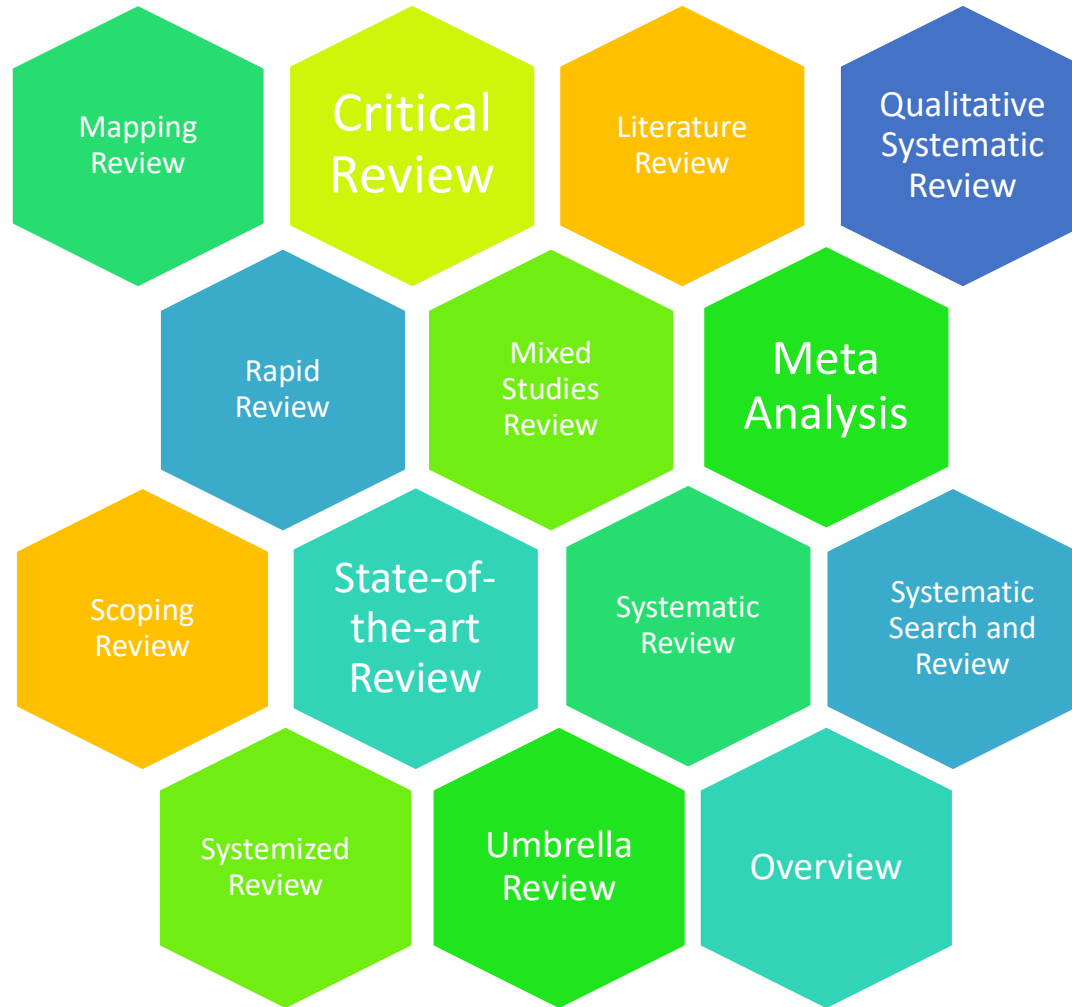 Mapping
Review
Critical
Review
Literature
Review
Qualitative
Systematic
Review
Rapid
Review
Mixed
Studies
Review
Meta
Analysis
Scoping
Review
State-of-
the-art
Review
Systematic
Review
Systematic
Search and
Review
Systemized
Review
Umbrella
Review
Overview